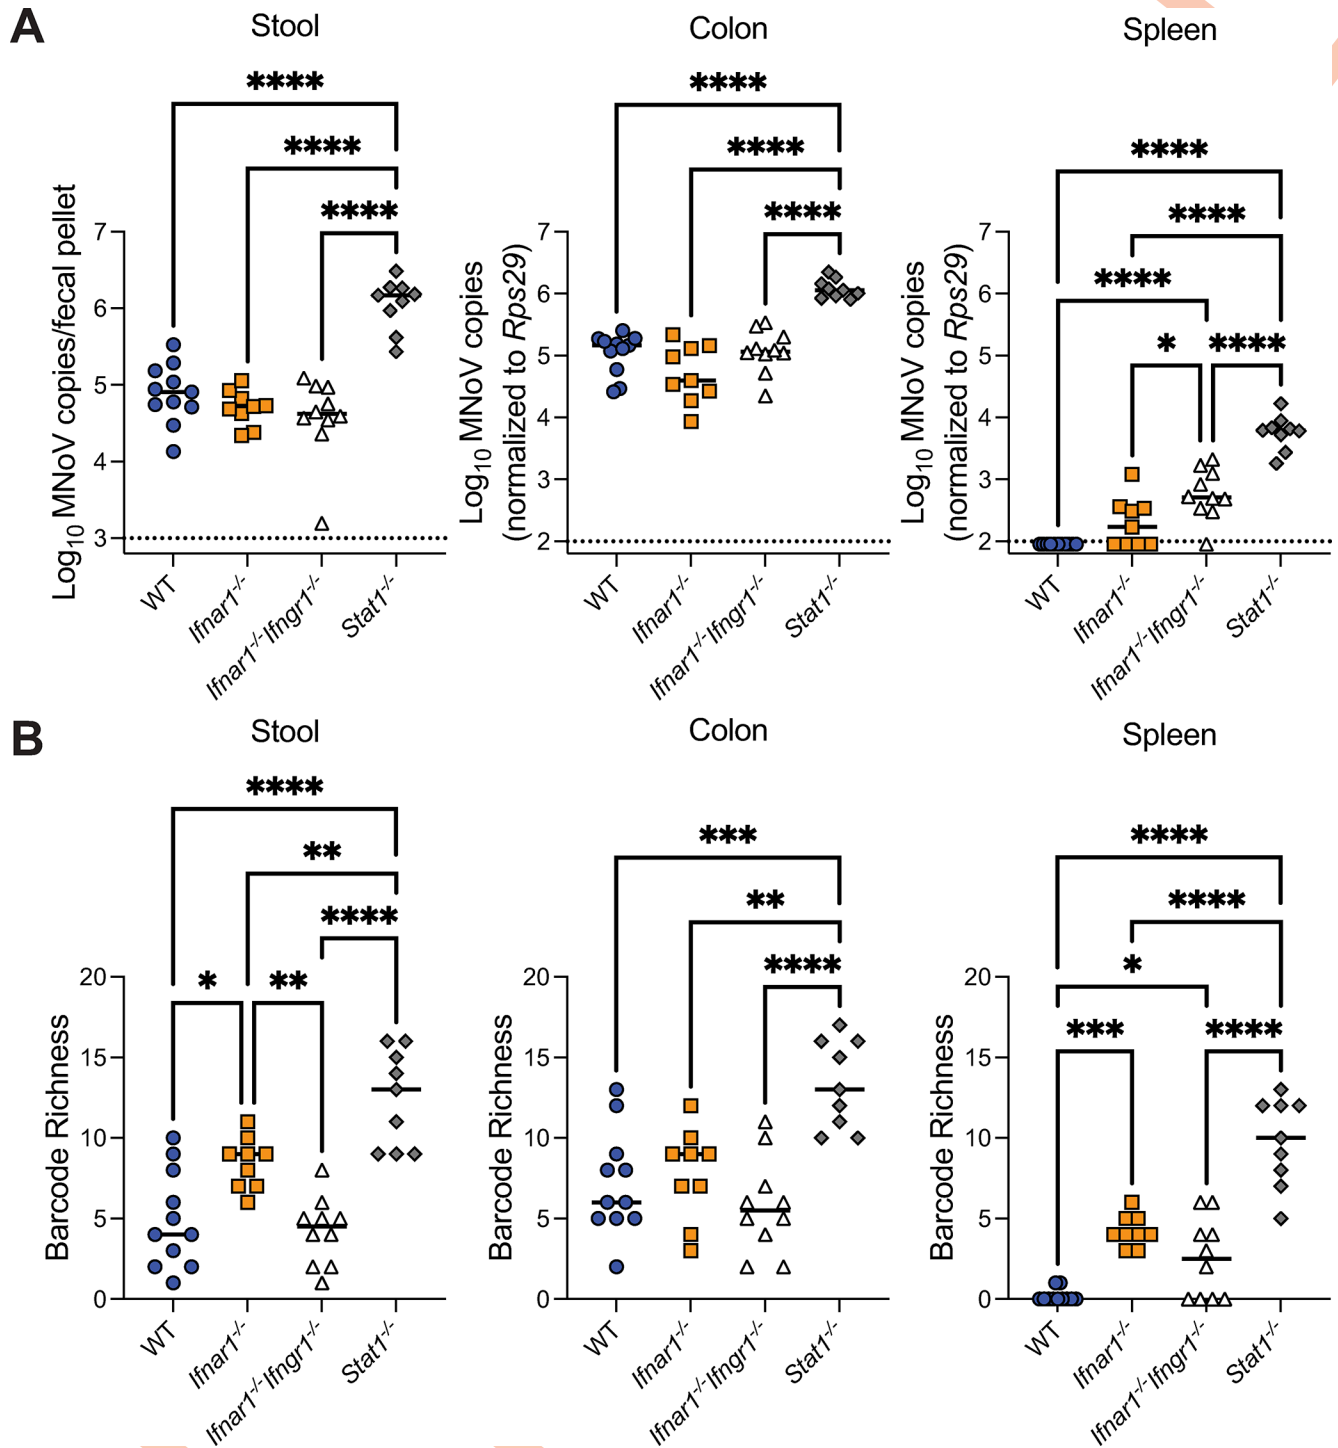 A
Stool
Colon
Spleen
****
****
****
****
****
****
****
****
****
*
****
Log10 MNoV copies/fecal pellet
7
6
5
4
3
WT
Ifnar1-/-
Ifnar1-/-Ifngr1-/-
Stat1-/-
Log10 MNoV copies
(normalized to Rps29)
7
6
5
4
3
2
WT
Ifnar1-/-
Ifnar1-/-Ifngr1-/-
Stat1-/-
Log10 MNoV copies
(normalized to Rps29)
7
6
5
4
3
2
WT
Ifnar1-/-
Ifnar1-/-Ifngr1-/-
Stat1-/-
B
Stool
Colon
Spleen
****
**
****
*
**
Barcode Richness
20
15
10
5
0
WT
Ifnar1-/-
Ifnar1-/-Ifngr1-/-
Stat1-/-
***
**
****
Barcode Richness
20
15
10
5
0
WT
Ifnar1-/-
Ifnar1-/-Ifngr1-/-
Stat1-/-
****
****
*
***
****
Barcode Richness
20
15
10
5
0
WT
Ifnar1-/-
Ifnar1-/-Ifngr1-/-
Stat1-/-